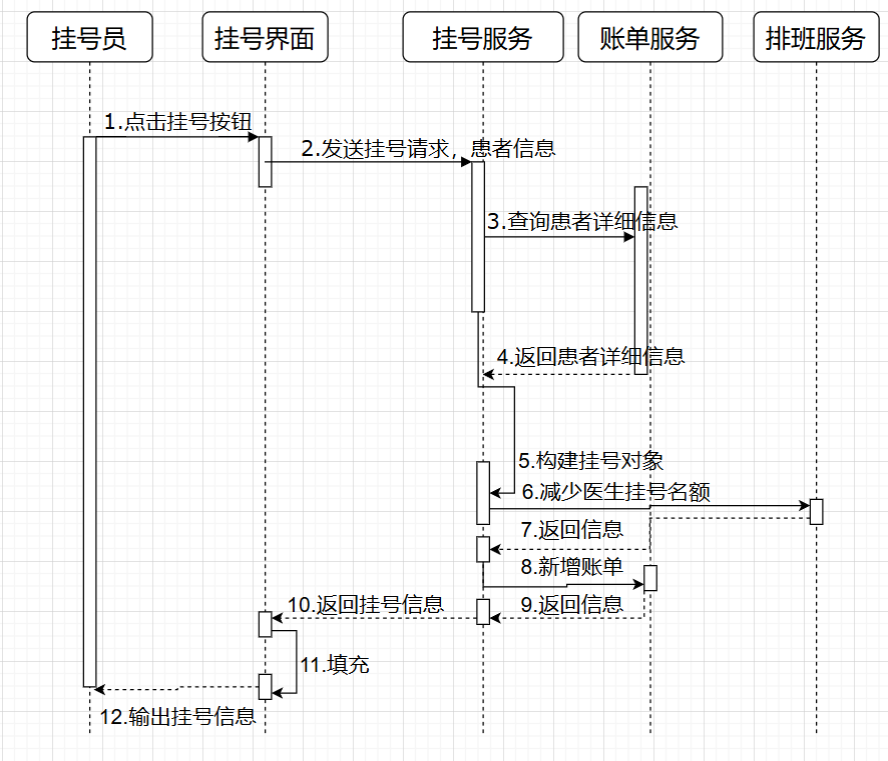 挂号员
挂号界面
挂号服务
账单服务
排班服务
1.点击挂号按钮
2.发送挂号请求，患者信息
3.查询患者详细信息
4.返回患者详细信息
5.构建挂号对象
6.减少医生挂号名额
7.返回信息
8.新增账单
9.返回信息
10.返回挂号信息
11.填充
12.输出挂号信息